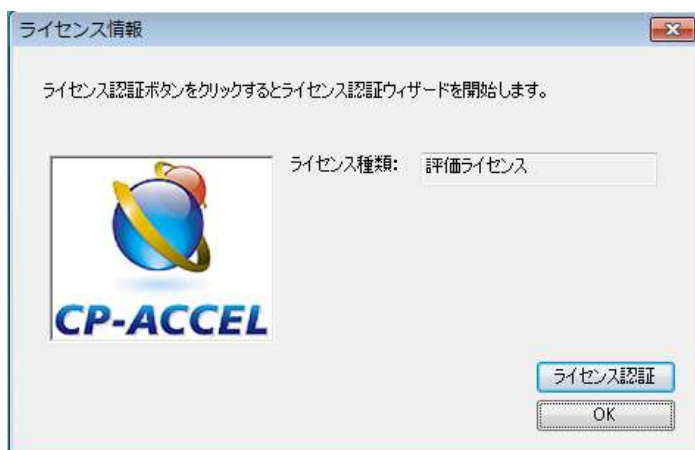 ライセンス情報
ライセンス認証ボタンをクリックするとライセンス認証ウィザードを開始します。
ライセンス種類: 評価ライセンス
CP-ACCEL
ライセンス認証
OK